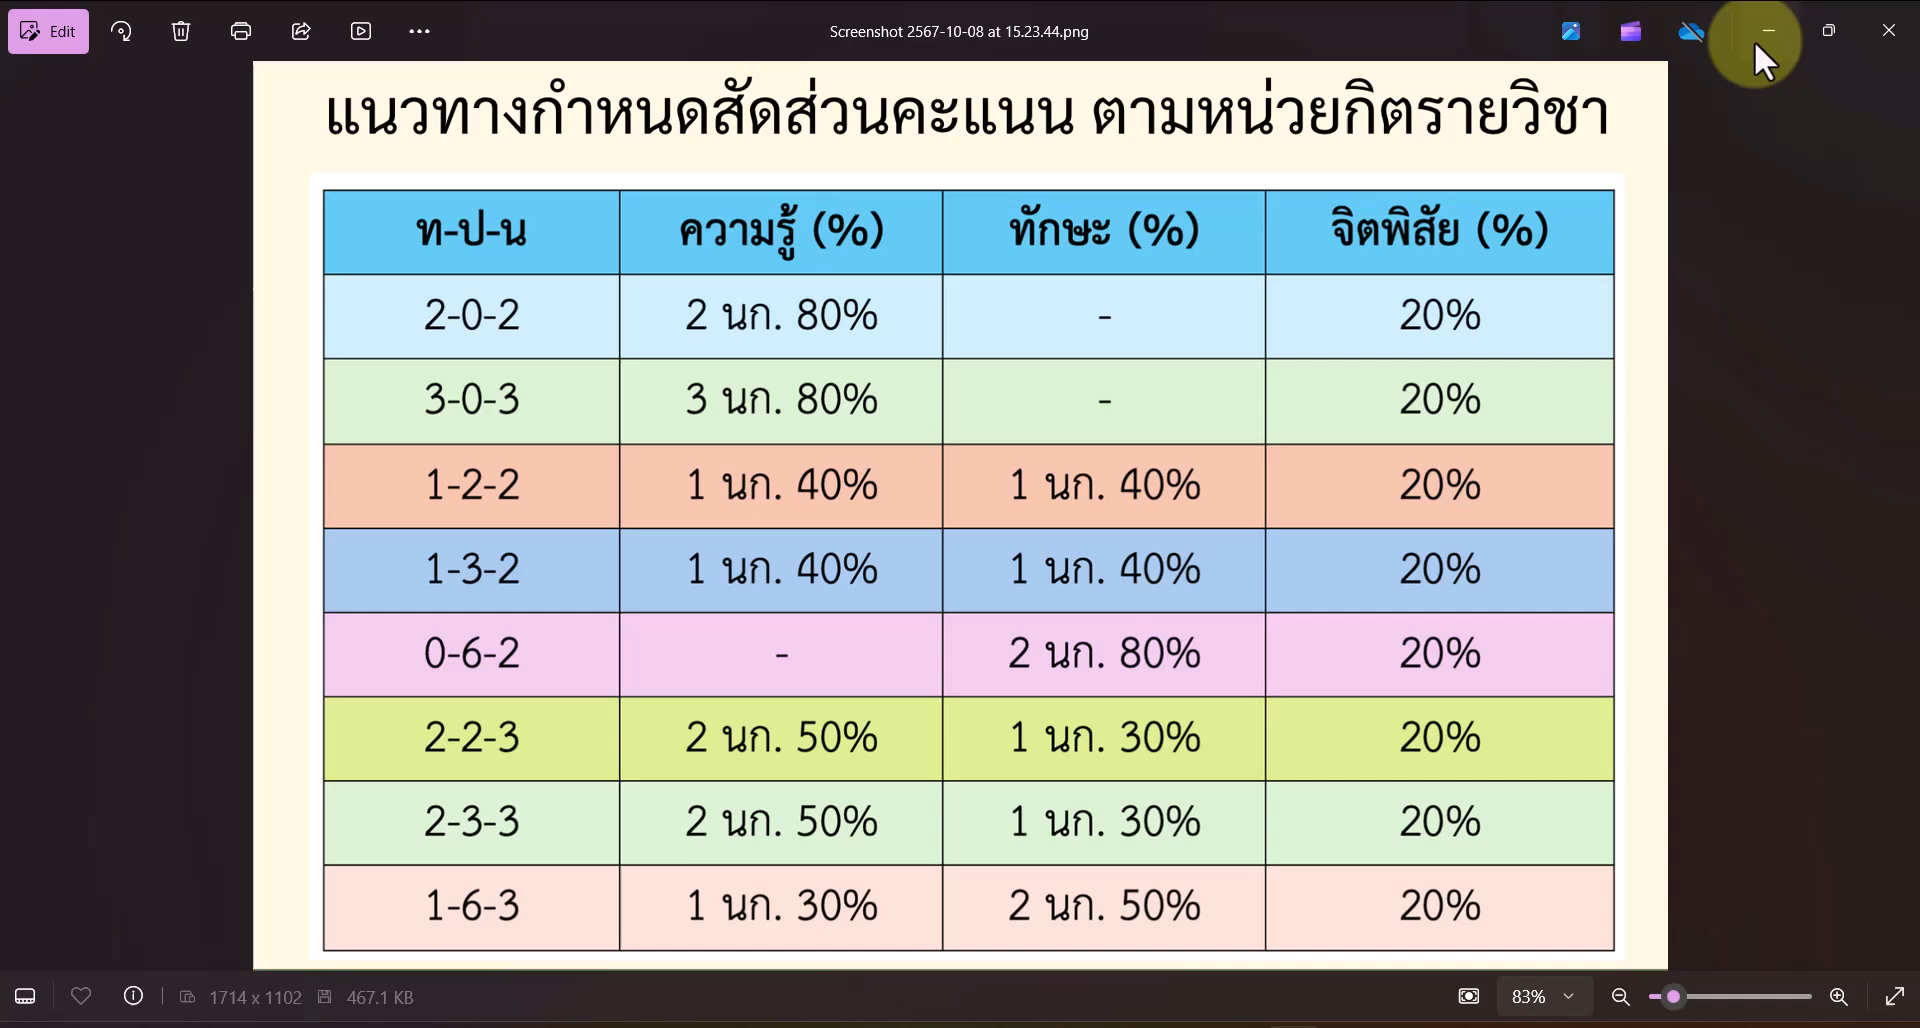 Edit
Screenshot 2567-10-08 at 15.23.44.png
แนวทางกำหนดสัดส่วนคะแนน ตามหน่วยกิตรายวิชา
ท-ป-น ความรู้ (%) ทักษะ (%) จิตพิสัย (%)
2-0-2 2 นก. 80% - 20%
3-0-3 3 นก. 80% - 20%
1-2-2 1 นก. 40% 1 นก. 40% 20%
1-3-2 1 นก. 40% 1 นก. 40% 20%
0-6-2 - 2 นก. 80% 20%
2-2-3 2 นก. 50% 1 นก. 30% 20%
2-3-3 2 นก. 50% 1 นก. 30% 20%
1-6-3 1 นก. 30% 2 นก. 50% 20%
1714 x 1102 467.1 KB 83%